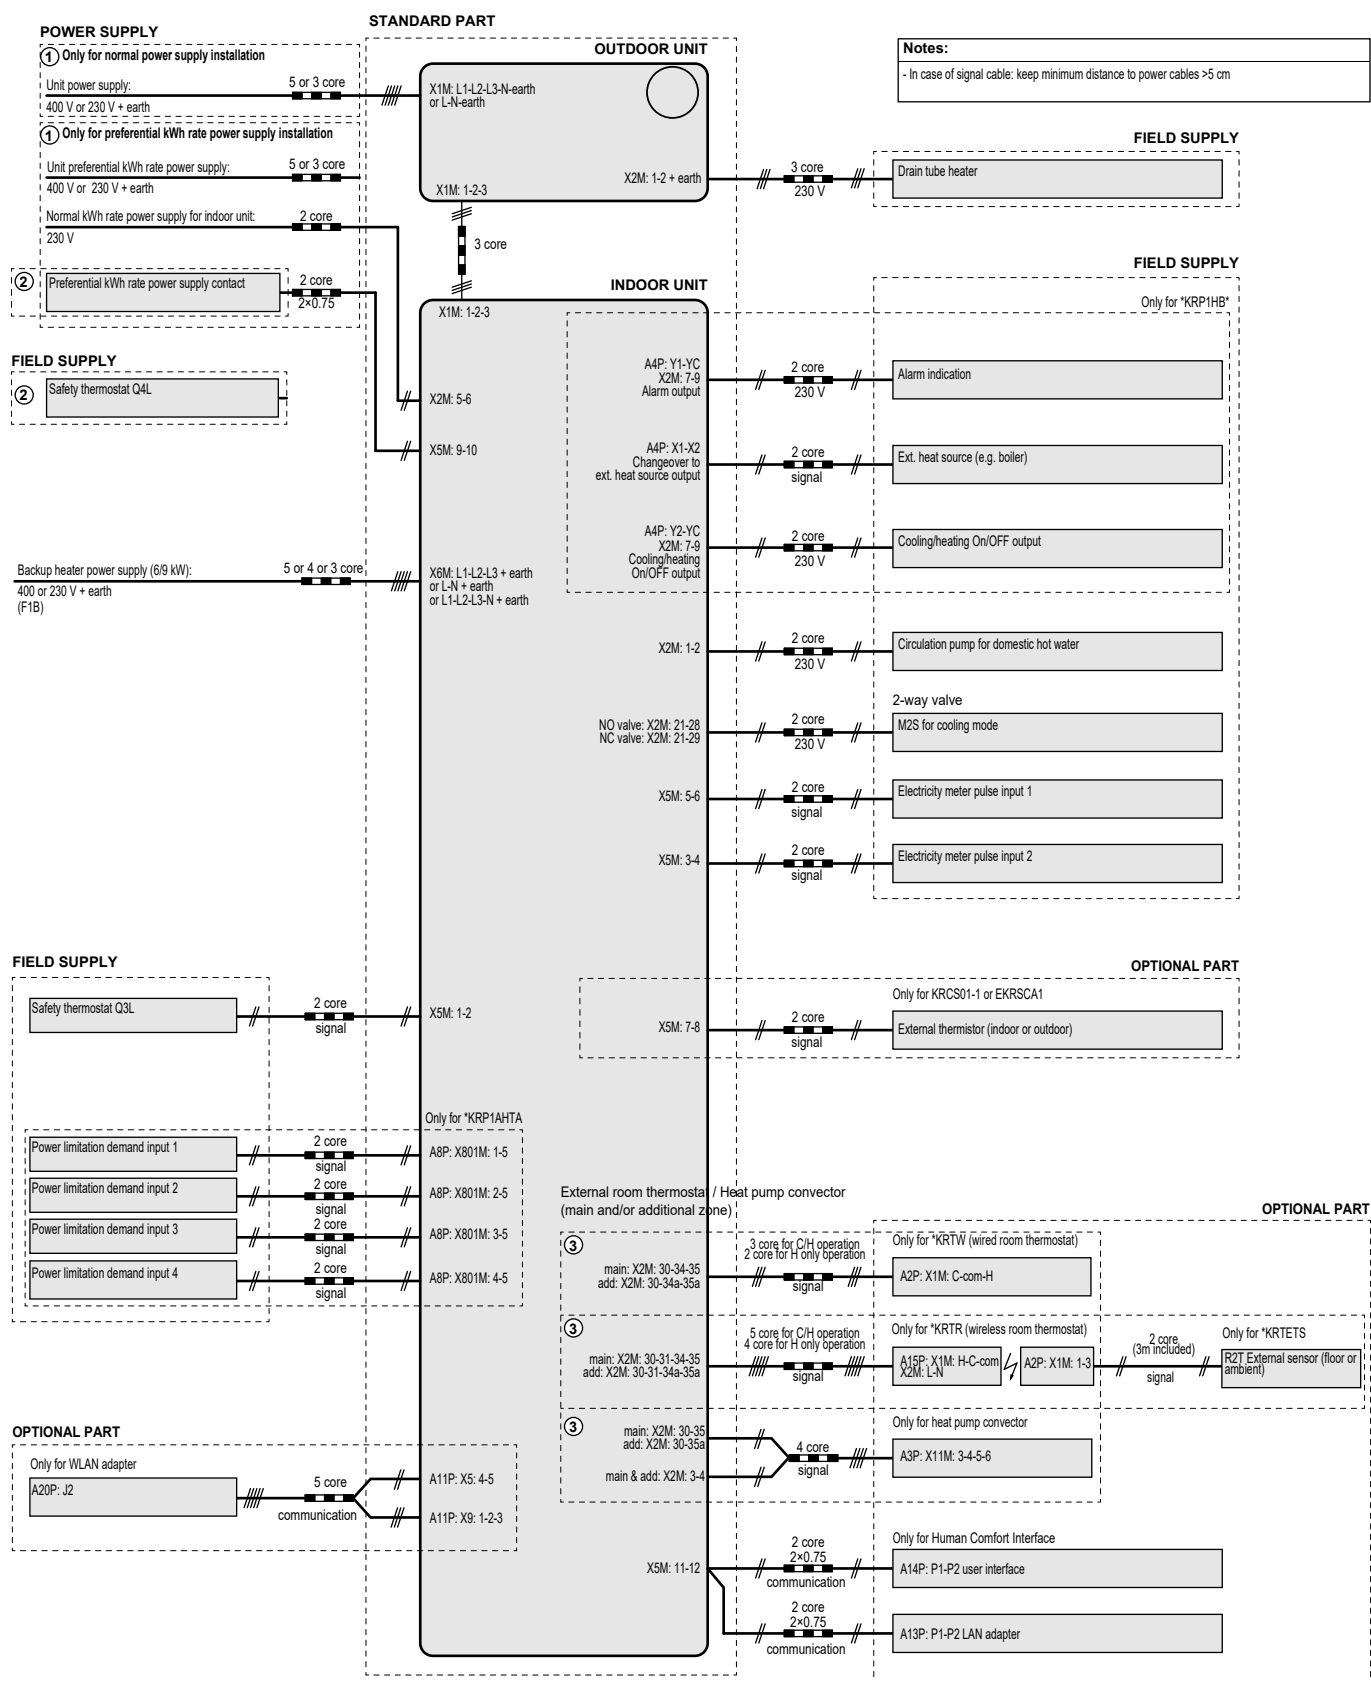 POWER SUPPLY
① Only for normal power supply installation
Unit power supply:
5 or 3 core
400 V or 230 V + earth
① Only for preferential kWh rate power supply installation
Unit preferential kWh rate power supply:
5 or 3 core
400 V or 230 V + earth
Normal kWh rate power supply for indoor unit:
2 core
230 V
②
Preferential kWh rate power supply contact
2 core
2×0.75
FIELD SUPPLY
②
Safety thermostat Q4L
Backup heater power supply (6/9 kW):
5 or 4 or 3 core
400 or 230 V + earth
(F1B)
FIELD SUPPLY
Safety thermostat Q3L
2 core
signal
Power limitation demand input 1
2 core
signal
Power limitation demand input 2
2 core
signal
Power limitation demand input 3
2 core
signal
Power limitation demand input 4
2 core
signal
OPTIONAL PART
Only for WLAN adapter
A20P: J2
5 core
communication
STANDARD PART
OUTDOOR UNIT
X1M: L1-L2-L3-N-earth
or L-N-earth
X2M: 1-2 + earth
X1M: 1-2-3
3 core
INDOOR UNIT
X1M: 1-2-3
X2M: 5-6
X5M: 9-10
X6M: L1-L2-L3 + earth
or L-N + earth
or L1-L2-L3-N + earth
X5M: 1-2
Only for *KRP1AHTA
A8P: X801M: 1-5
A8P: X801M: 2-5
A8P: X801M: 3-5
A8P: X801M: 4-5
A11P: X5: 4-5
A11P: X9: 1-2-3
Notes:
- In case of signal cable: keep minimum distance to power cables >5 cm
FIELD SUPPLY
3 core
230 V
Drain tube heater
FIELD SUPPLY
Only for *KRP1HB*
A4P: Y1-YC
X2M: 7-9
Alarm output
2 core
230 V
Alarm indication
A4P: X1-X2
Changeover to
ext. heat source output
2 core
signal
Ext. heat source (e.g. boiler)
A4P: Y2-YC
X2M: 7-9
Cooling/heating
On/OFF output
2 core
230 V
Cooling/heating On/OFF output
X2M: 1-2
2 core
230 V
Circulation pump for domestic hot water
2-way valve
NO valve: X2M: 21-28
NC valve: X2M: 21-29
2 core
230 V
M2S for cooling mode
X5M: 5-6
2 core
signal
Electricity meter pulse input 1
X5M: 3-4
2 core
signal
Electricity meter pulse input 2
OPTIONAL PART
Only for KRCS01-1 or EKRSCA1
X5M: 7-8
2 core
signal
External thermistor (indoor or outdoor)
External room thermostat / Heat pump convector
(main and/or additional zone)
OPTIONAL PART
③
main: X2M: 30-34-35
add: X2M: 30-34a-35a
3 core for C/H operation
2 core for H only operation
signal
Only for *KRTW (wired room thermostat)
A2P: X1M: C-com-H
③
main: X2M: 30-31-34-35
add: X2M: 30-31-34a-35a
5 core for C/H operation
4 core for H only operation
signal
Only for *KRTR (wireless room thermostat)
A15P: X1M: H-C-com
X2M: L-N
A2P: X1M: 1-3
2 core
(3m included)
signal
Only for *KRTETS
R2T External sensor (floor or
ambient)
③
main: X2M: 30-35
add: X2M: 30-35a
main & add: X2M: 3-4
4 core
signal
Only for heat pump convector
A3P: X11M: 3-4-5-6
Only for Human Comfort Interface
X5M: 11-12
2 core
2×0.75
communication
A14P: P1-P2 user interface
2 core
2×0.75
communication
A13P: P1-P2 LAN adapter